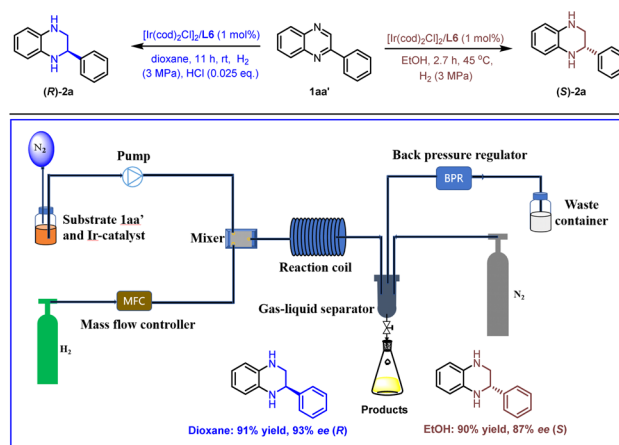 H
N
N
H
(R)-2a
[Ir(cod)₂Cl]₂/L6 (1 mol%)
dioxane, 11 h, rt, H₂
(3 MPa), HCl (0.025 eq.)
N
N
1aa'
[Ir(cod)₂Cl]₂/L6 (1 mol%)
EtOH, 2.7 h, 45 °C,
H₂ (3 MPa)
H
N
N
H
(S)-2a
N₂
Pump
Substrate 1aa'
and Ir-catalyst
Mixer
MFC
Mass flow controller
H₂
Reaction coil
Back pressure regulator
BPR
Waste
container
Gas-liquid separator
N₂
Products
H
N
N
H
Dioxane: 91% yield, 93% ee (R)
H
N
N
H
EtOH: 90% yield, 87% ee (S)